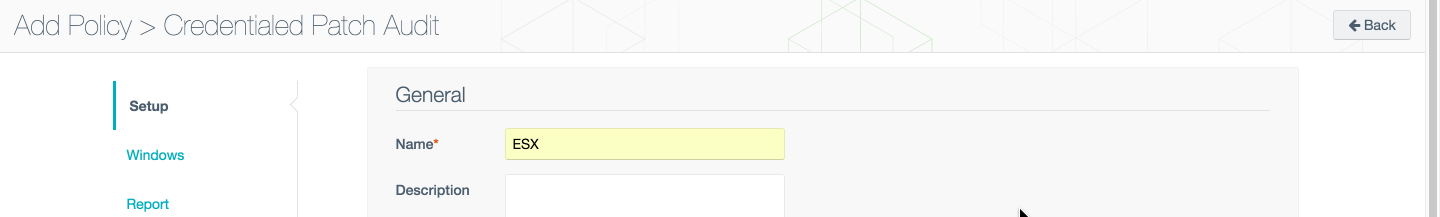 Add Policy > Credentialed Patch Audit
Back
Setup
Windows
Report
General
Name*
ESX
Description